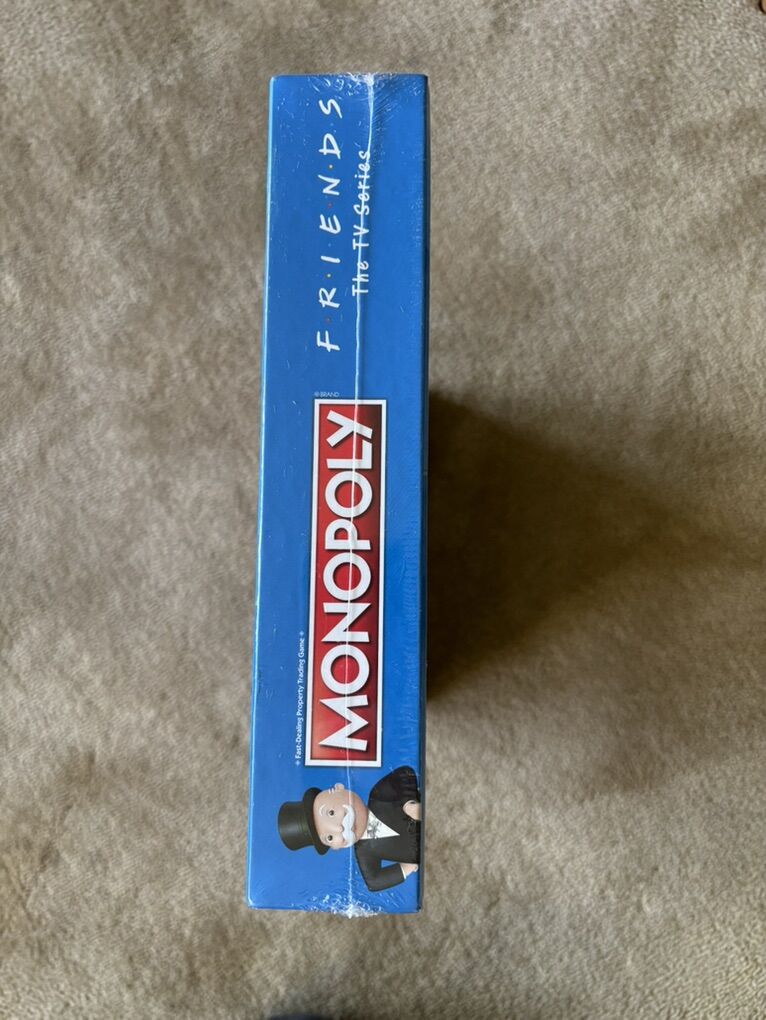 + Fast-Dealing Property Trading Game +
MONOPOLY
® BRAND
F·R·I·E·N·D·S
The TV Series